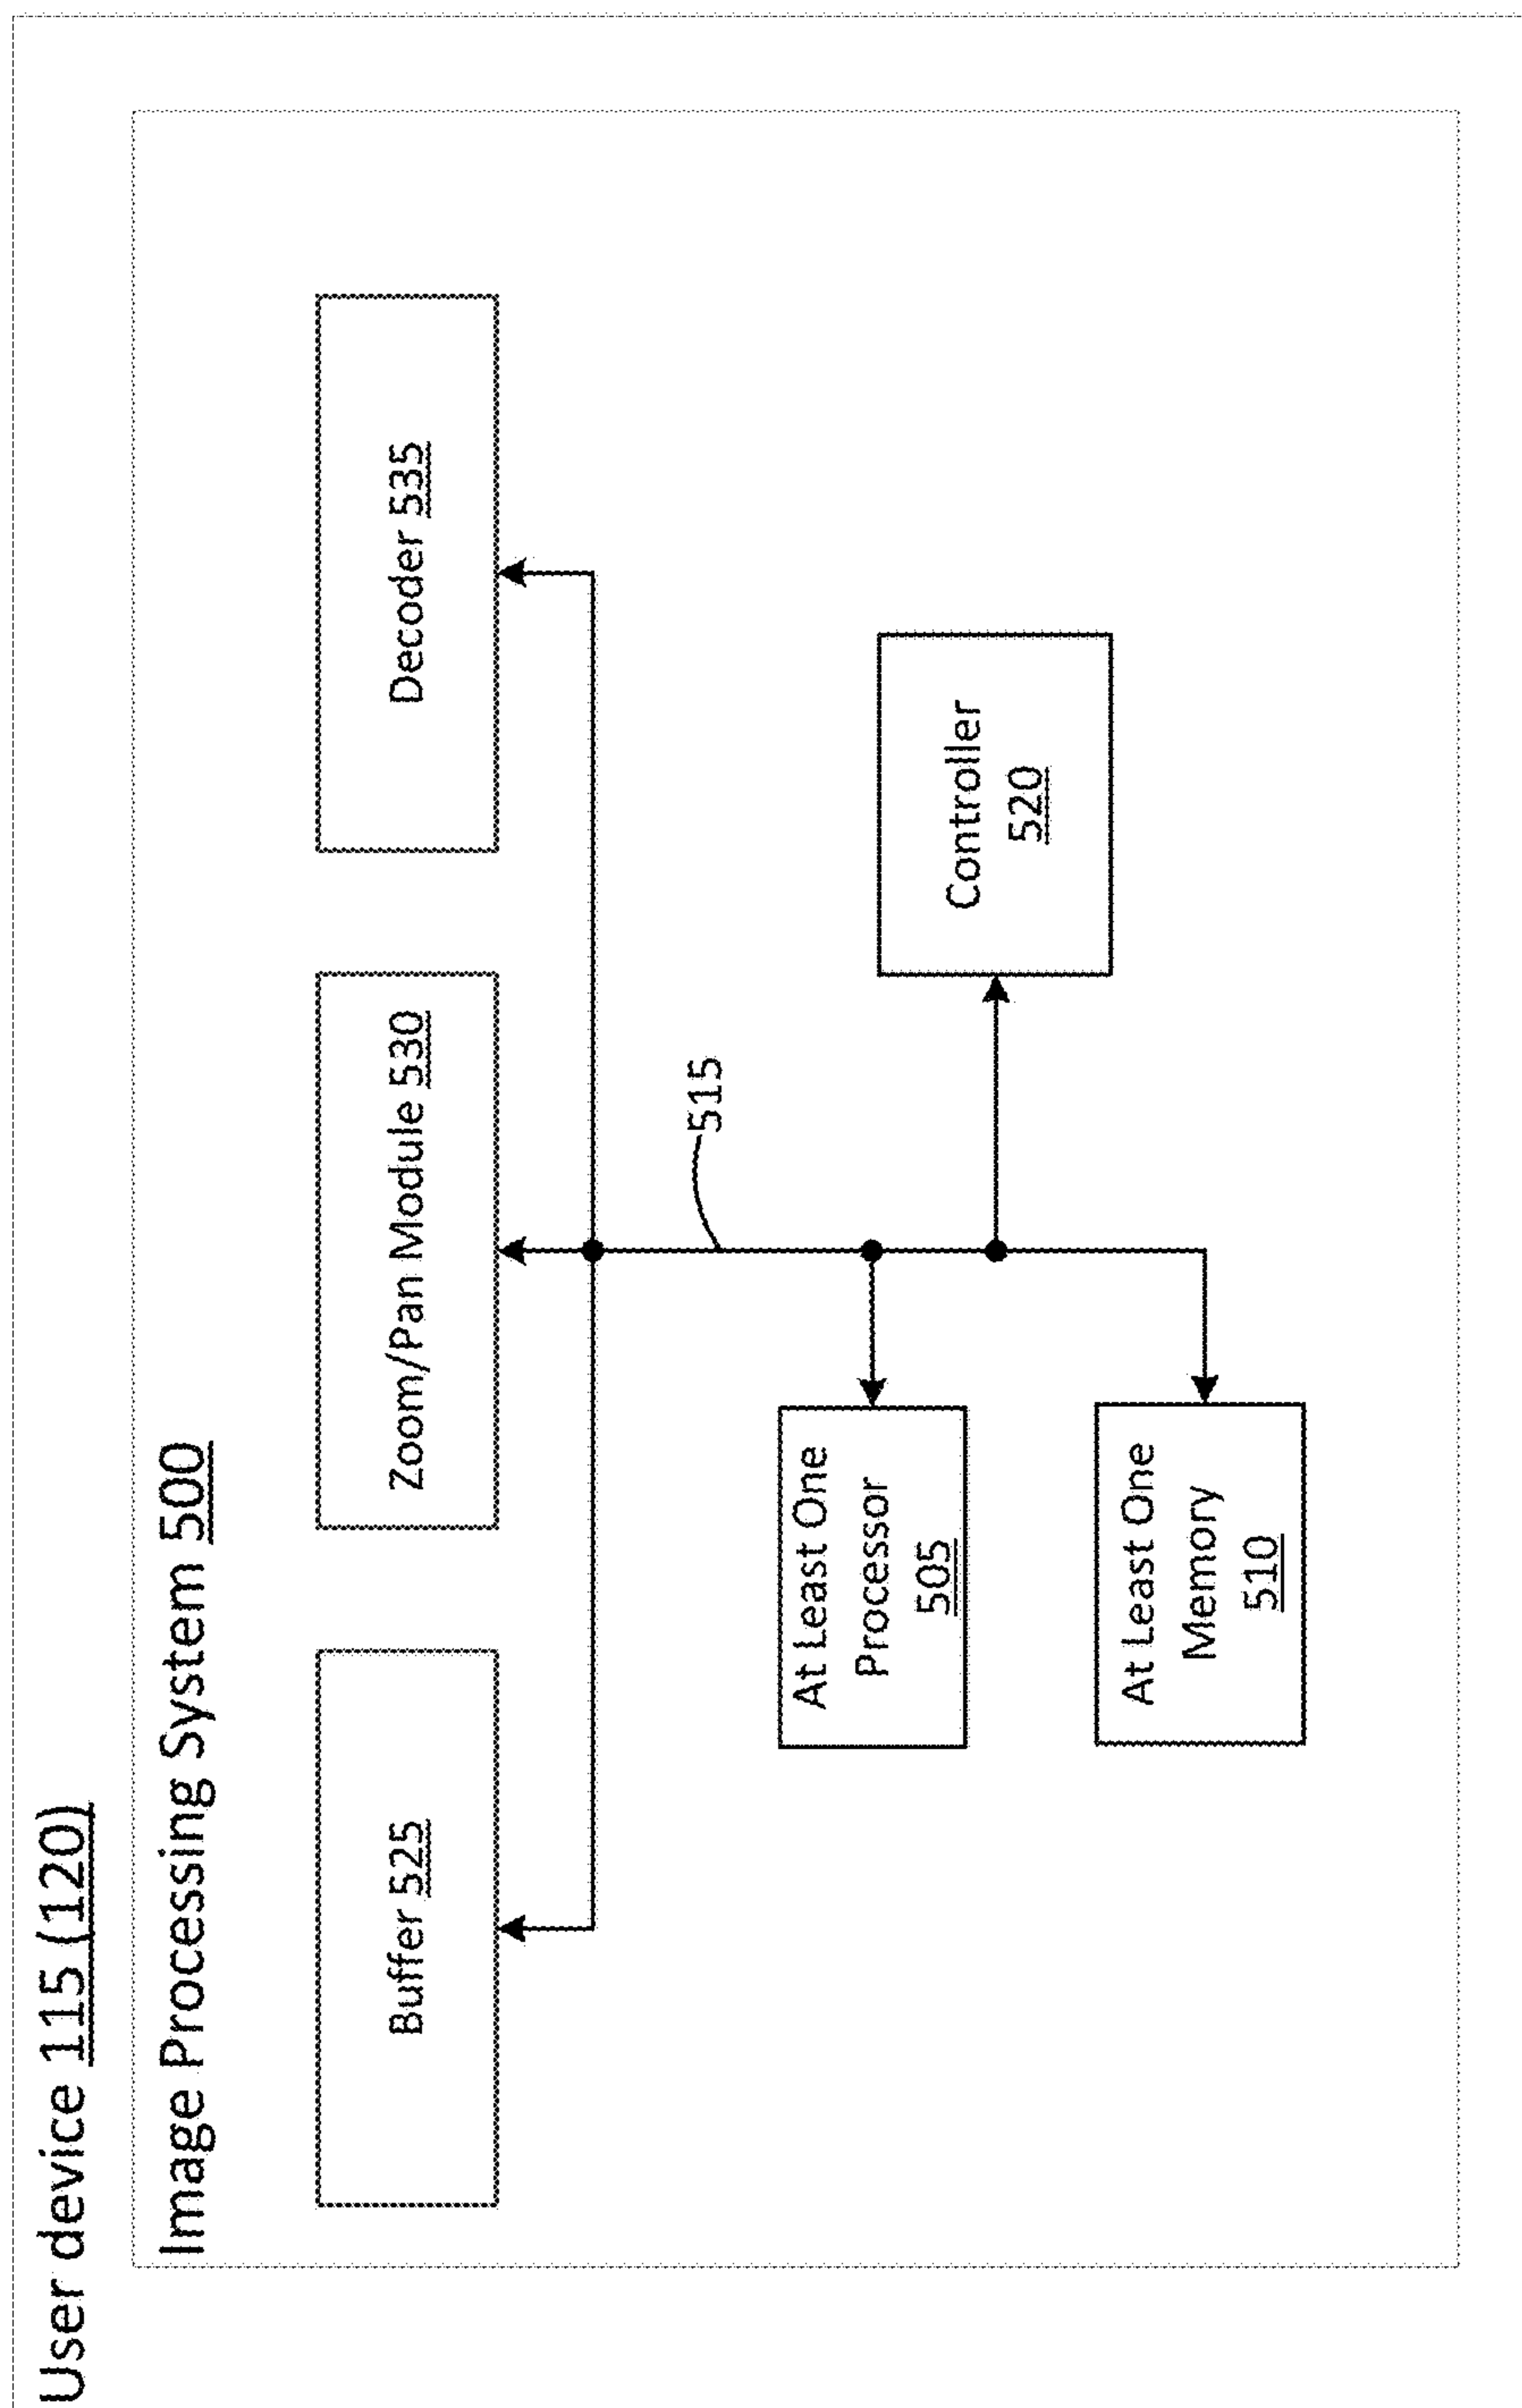 User device 115 (120)
Image Processing System 500
Buffer 525
Zoom/Pan Module 530
Decoder 535
515
At Least One
Processor
505
Controller
520
At Least One
Memory
510